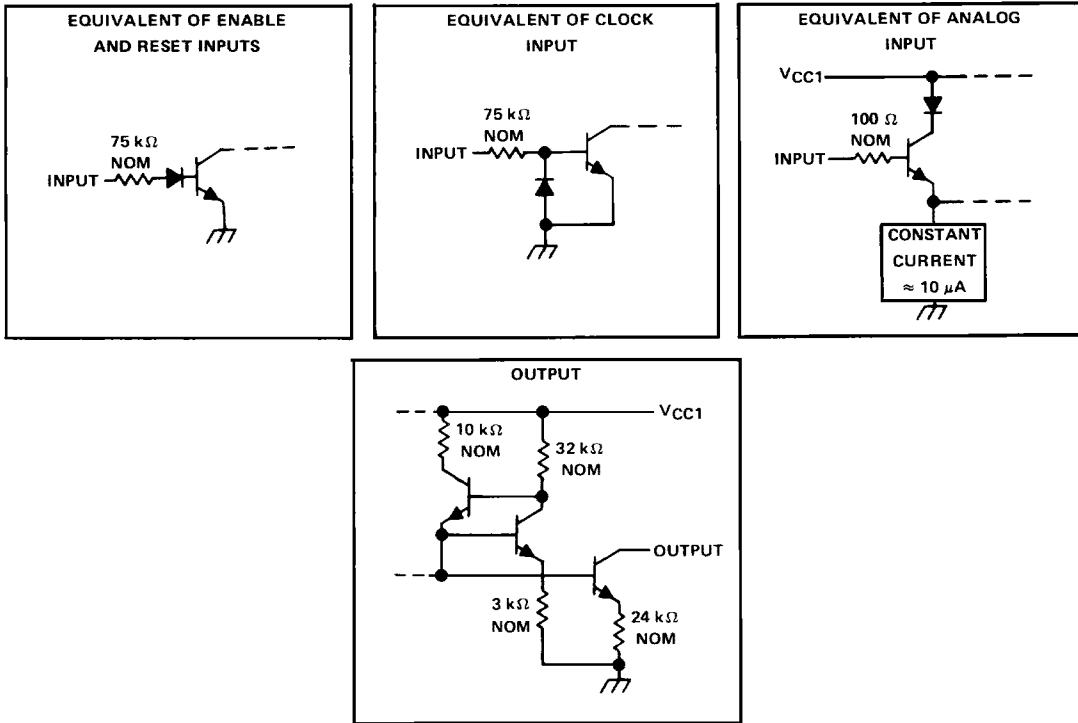 EQUIVALENT OF ENABLE
AND RESET INPUTS
75 kΩ
NOM
INPUT
EQUIVALENT OF CLOCK
INPUT
75 kΩ
NOM
INPUT
EQUIVALENT OF ANALOG
INPUT
VCC1
100 Ω
NOM
INPUT
CONSTANT
CURRENT
≈ 10 μA
OUTPUT
VCC1
10 kΩ
NOM
32 kΩ
NOM
OUTPUT
3 kΩ
NOM
24 kΩ
NOM